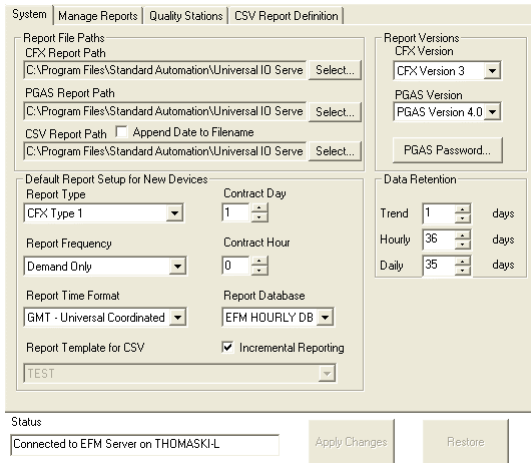 System Manage Reports Quality Stations CSV Report Definition
Report File Paths
CFX Report Path
C:\Program Files\Standard Automation\Universal IO Serve Select...
PGAS Report Path
C:\Program Files\Standard Automation\Universal IO Serve Select...
CSV Report Path Append Date to Filename
C:\Program Files\Standard Automation\Universal IO Serve Select...
Report Versions
CFX Version
CFX Version 3
PGAS Version
PGAS Version 4.0
PGAS Password...
Default Report Setup for New Devices
Report Type Contract Day
CFX Type 1 1
Report Frequency Contract Hour
Demand Only 0
Report Time Format Report Database
GMT - Universal Coordinated EFM HOURLY DB
Report Template for CSV Incremental Reporting
TEST
Data Retention
Trend 1 days
Hourly 36 days
Daily 35 days
Status
Connected to EFM Server on THOMASKI-L
Apply Changes Restore